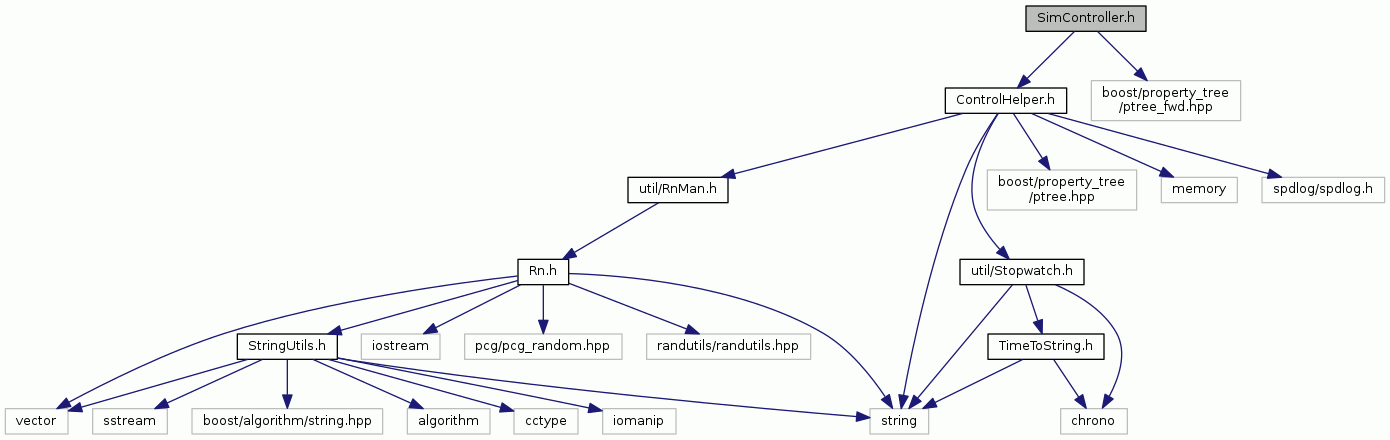 SimController.h
ControlHelper.h
boost/property_tree
/ptree_fwd.hpp
util/RnMan.h
boost/property_tree
/ptree.hpp
memory
spdlog/spdlog.h
Rn.h
util/Stopwatch.h
StringUtils.h
iostream
pcg/pcg_random.hpp
randutils/randutils.hpp
TimeToString.h
vector
sstream
boost/algorithm/string.hpp
algorithm
cctype
iomanip
string
chrono